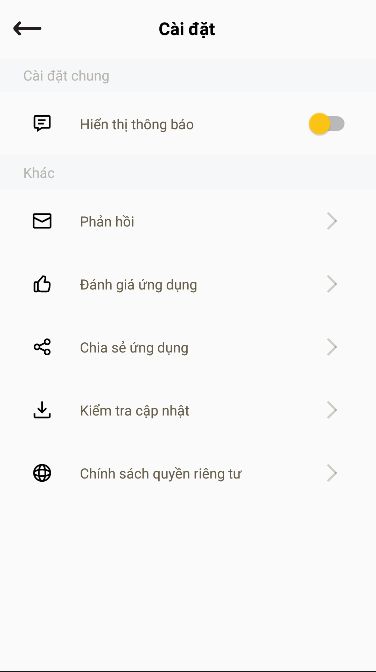 Cài đặt
Cài đặt chung
Hiển thị thông báo
Khác
Phản hồi
Đánh giá ứng dụng
Chia sẻ ứng dụng
Kiểm tra cập nhật
Chính sách quyền riêng tư